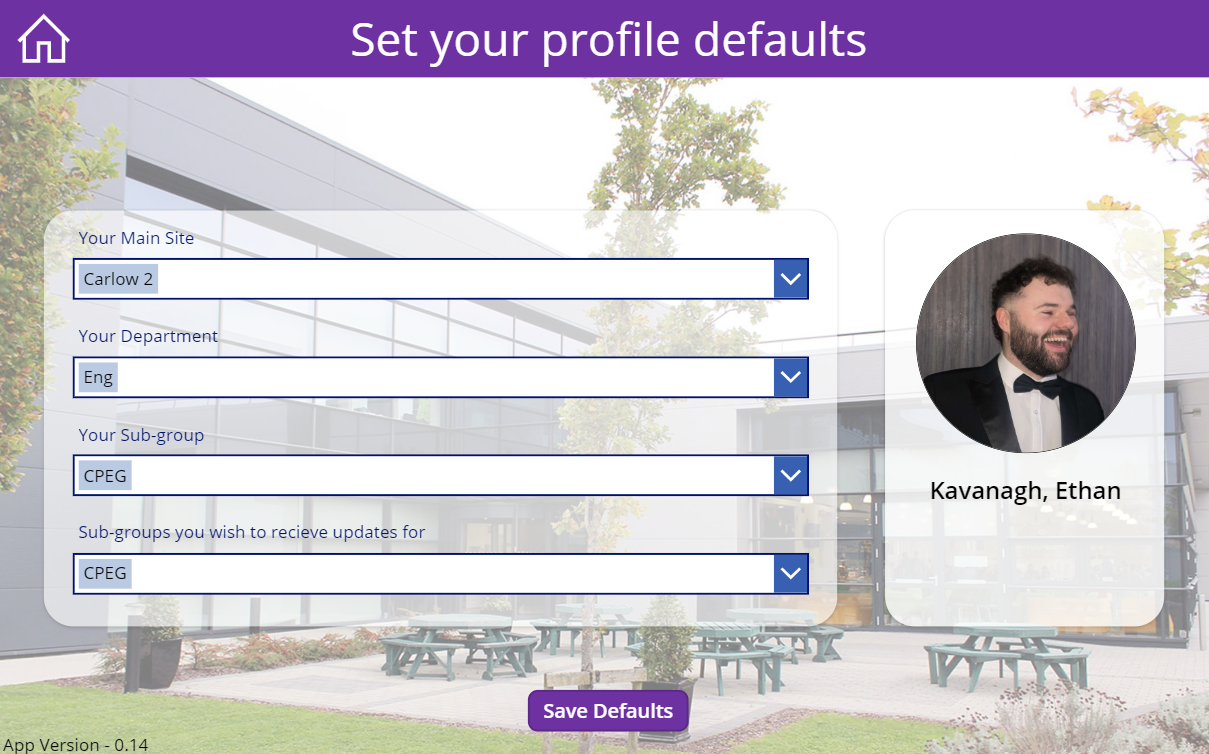 Set your profile defaults
Your Main Site
Carlow 2
Your Department
Eng
Your Sub-group
CPEG
Sub-groups you wish to recieve updates for
CPEG
Kavanagh, Ethan
Save Defaults
App Version - 0.14